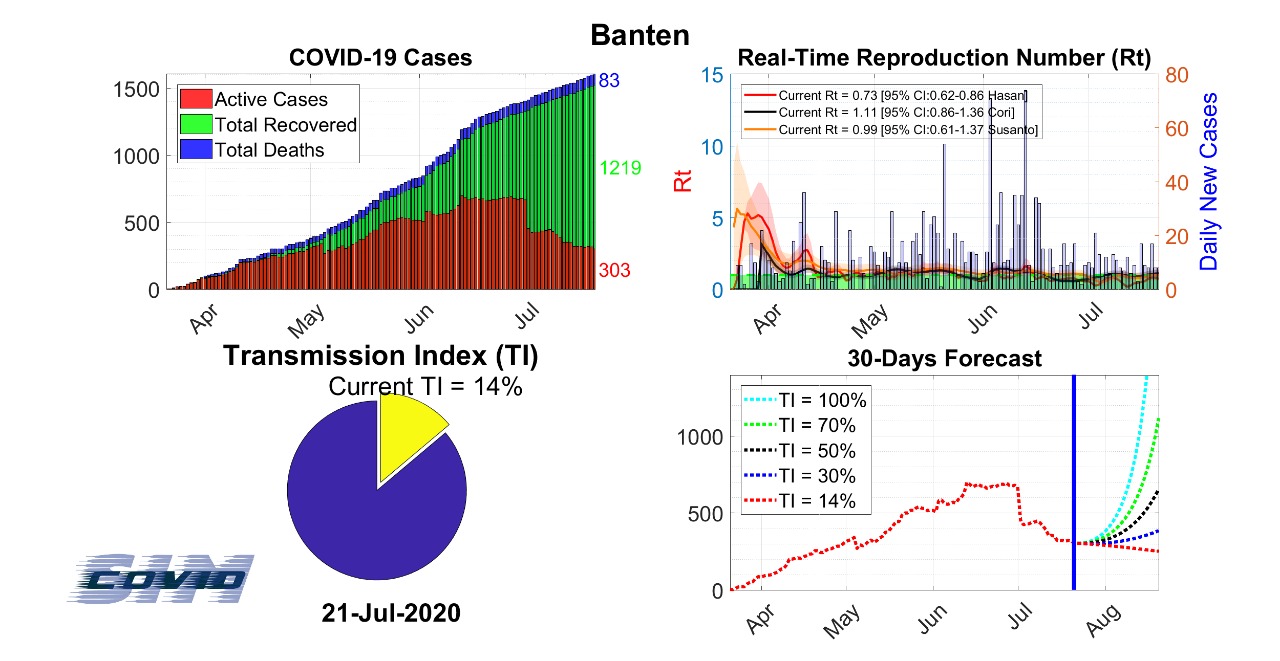 Banten
COVID-19 Cases
1500
1000
500
0
Active Cases
Total Recovered
Total Deaths
83
1219
303
Apr
May
Jun
Jul
Real-Time Reproduction Number (Rt)
15
10
5
0
Rt
Current Rt = 0.73 [95% CI:0.62-0.86 Hasan]
Current Rt = 1.11 [95% CI:0.86-1.36 Cori]
Current Rt = 0.99 [95% CI:0.61-1.37 Susanto]
80
60
40
20
0
Daily New Cases
Apr
May
Jun
Jul
Transmission Index (TI)
Current TI = 14%
21-Jul-2020
SIM
COVID
30-Days Forecast
1000
500
0
TI = 100%
TI = 70%
TI = 50%
TI = 30%
TI = 14%
Apr
May
Jun
Jul
Aug